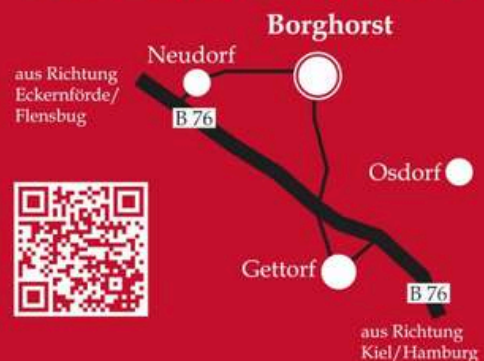 Borghorst
Neudorf
aus Richtung
Eckernförde/
Flensbug
B 76
Osdorf
Gettorf
B 76
aus Richtung
Kiel/Hamburg